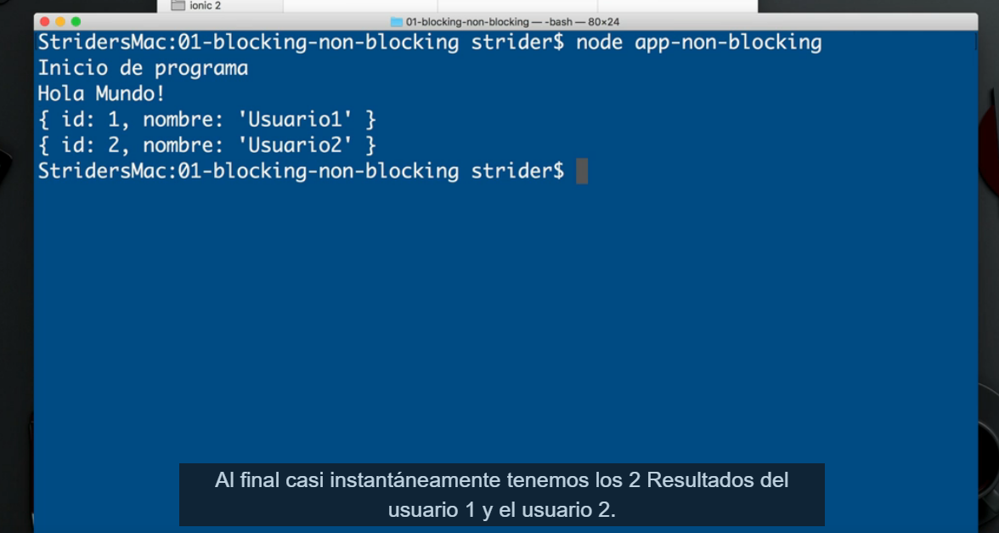 ionic 2
01-blocking-non-blocking — -bash — 80×24
StridersMac:01-blocking-non-blocking strider$ node app-non-blocking
Inicio de programa
Hola Mundo!
{ id: 1, nombre: 'Usuario1' }
{ id: 2, nombre: 'Usuario2' }
StridersMac:01-blocking-non-blocking strider$
Al final casi instantáneamente tenemos los 2 Resultados del
usuario 1 y el usuario 2.